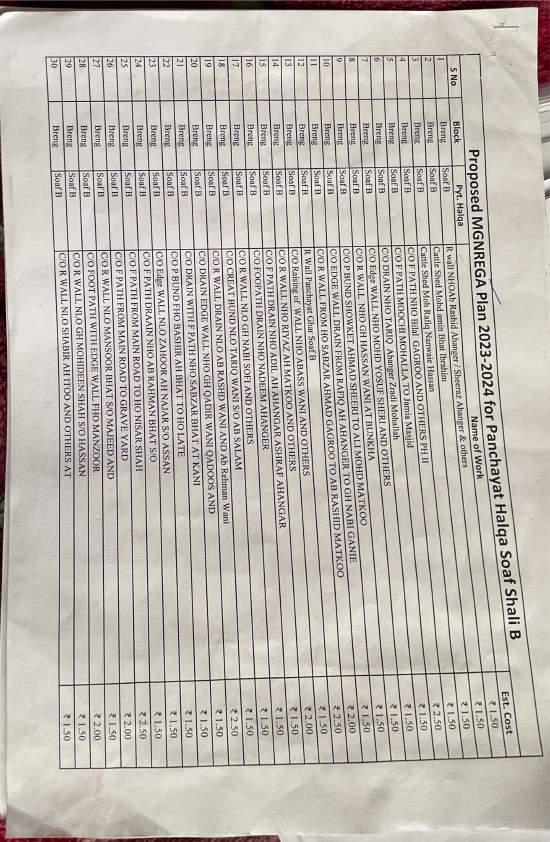 Proposed MGNREGA Plan 2023-2024 for Panchayat Halqa Soaf Shali B
S No Block Pyt. Halqa Name of Work Est. Cost
1 Breng Soaf B R wall NHO Ab Rashid Ahanger / Sheeraz Ahanger & others ₹ 1.50
2 Breng Soaf B Cattle Shed Mohd amin Bhat Ibrahim ₹ 1.50
3 Breng Soaf B Cattle Shed Moh Rafiq Nanwaie Hassan ₹ 1.50
4 Breng Soaf B C/O F.PATH NHO Bilal GAGROO AND OTHERS PH II ₹ 1.50
5 Breng Soaf B C/O F PATH MOOCHI MOHALLA TO Jamia Masjid ₹ 2.50
6 Breng Soaf B C/O DRAIN NHO TARIQ Ahangar Zindi Mohallah ₹ 1.50
7 Breng Soaf B C/O Edge WALL NHO MOHD YOSUF SHERI AND OTHERS ₹ 1.50
8 Breng Soaf B C/O R WALL NHO GH HASSAN WANI AT BUNKHA ₹ 1.50
9 Breng Soaf B C/O P BUND SHOWKET AHMAD SHEERI TO ALI MOHD MATKOO ₹ 1.50
10 Breng Soaf B C/O EDGE WALL DRAIN FROM RAFIQ AH AHANGER TO GH NABI GANIE ₹ 1.50
11 Breng Soaf B C/O R WALL FROM HO SABZAR AHMAD GAGROO TO AB RASHID MATKOO ₹ 2.00
12 Breng Soaf B R wall Panchayat Ghar Soaf B ₹ 2.50
13 Breng Soaf B C/O Raising of WALL NHO ABASS WANI AND OTHERS ₹ 1.50
14 Breng Soaf B C/O R WALL NHO RIYAZ AH MATKOO AND OTHERS ₹ 2.00
15 Breng Soaf B C/O F PATH DRAIN NHO ADIL AH AHANGAR ASHRAF AHANGAR ₹ 1.50
16 Breng Soaf B C/O FOOPATH DRAIN NHO NADEEM AHANGER ₹ 1.50
17 Breng Soaf B C/O R WALL NLO GH NABI SOFI AND OTHERS ₹ 1.50
18 Breng Soaf B C/O CREAT BUND NLO TARIQ WANI S/O AB SALAM ₹ 1.50
19 Breng Soaf B C/O R WALL DRAIN NLO AB RASHD WANI AND Ab Rehman Wani ₹ 2.50
20 Breng Soaf B C/O DRAIN EDGE WALL NHO GH QADIR WANI QADOOS AND ₹ 1.50
21 Breng Soaf B C/O DRAIN WITH F PATH NHO SABZAR BHAT AT KANI ₹ 1.50
22 Breng Soaf B C/O P BUND FHO BASHIR AH BHAT TO HO LATE ₹ 1.50
23 Breng Soaf B C/O Edge WALL NLO ZAHOOR AH NAJAR S/O ASSAN ₹ 1.50
24 Breng Soaf B C/O F PATH DRAAIN NHO AB RAHMAN BHAT S/O ₹ 1.50
25 Breng Soaf B C/O F PATH FROM MAIN ROAD TO HO NISAR SHAH ₹ 2.50
26 Breng Soaf B C/O F PATH FROM MAIN ROAD TO GRAVE YARD ₹ 2.00
27 Breng Soaf B C/O R WALL NLO MANSOOR BHAT S/O MAJEED AND ₹ 1.50
28 Breng Soaf B C/O FOOT PATH WITH EDGE WALL FHO MANZOOR ₹ 2.00
29 Breng Soaf B C/O R WALL NLO GH MOHIDEEN SHAH S/O HASSAN ₹ 1.50
30 Breng Soaf B C/O R WALL NLO SHABIR AH ITOO AND OTHERS AT ₹ 1.50